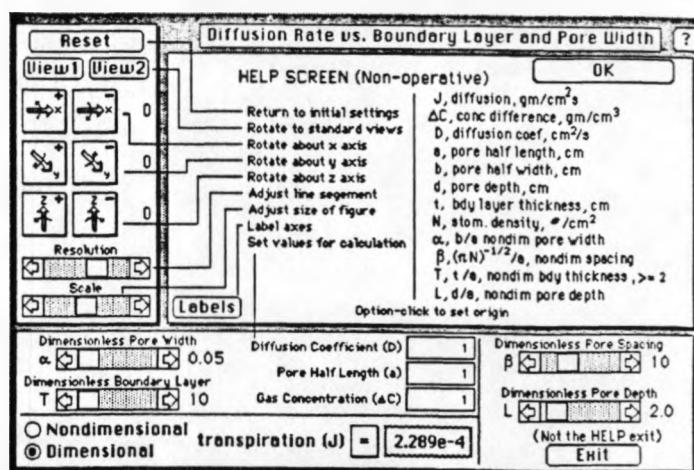 Reset
Diffusion Rate vs. Boundary Layer and Pore Width
?
View1 View2
HELP SCREEN (Non-operative)
OK
Return to initial settings
Rotate to standard views
Rotate about x axis
Rotate about y axis
Rotate about z axis
Adjust line segement
Adjust size of figure
Label axes
Set values for calculation
J, diffusion, gm/cm²s
ΔC, conc difference, gm/cm³
D, diffusion coef, cm²/s
a, pore half length, cm
b, pore half width, cm
d, pore depth, cm
t, bdy layer thickness, cm
N, stom. density, #/cm²
α, b/a nondim pore width
β, (πN)^-1/2/a, nondim spacing
T, t/a, nondim bdy thickness, >= 2
L, d/a, nondim pore depth
Option-click to set origin
x + x - 0
y + y - 0
z + z - 0
Resolution
Scale
Labels
Dimensionless Pore Width
α 0.05
Dimensionless Boundary Layer
T 10
Diffusion Coefficient (D) 1
Pore Half Length (a) 1
Gas Concentration (ΔC) 1
Dimensionless Pore Spacing
β 10
Dimensionless Pore Depth
L 2.0
Nondimensional
Dimensional
transpiration (J) = 2.289e-4
(Not the HELP exit)
Exit